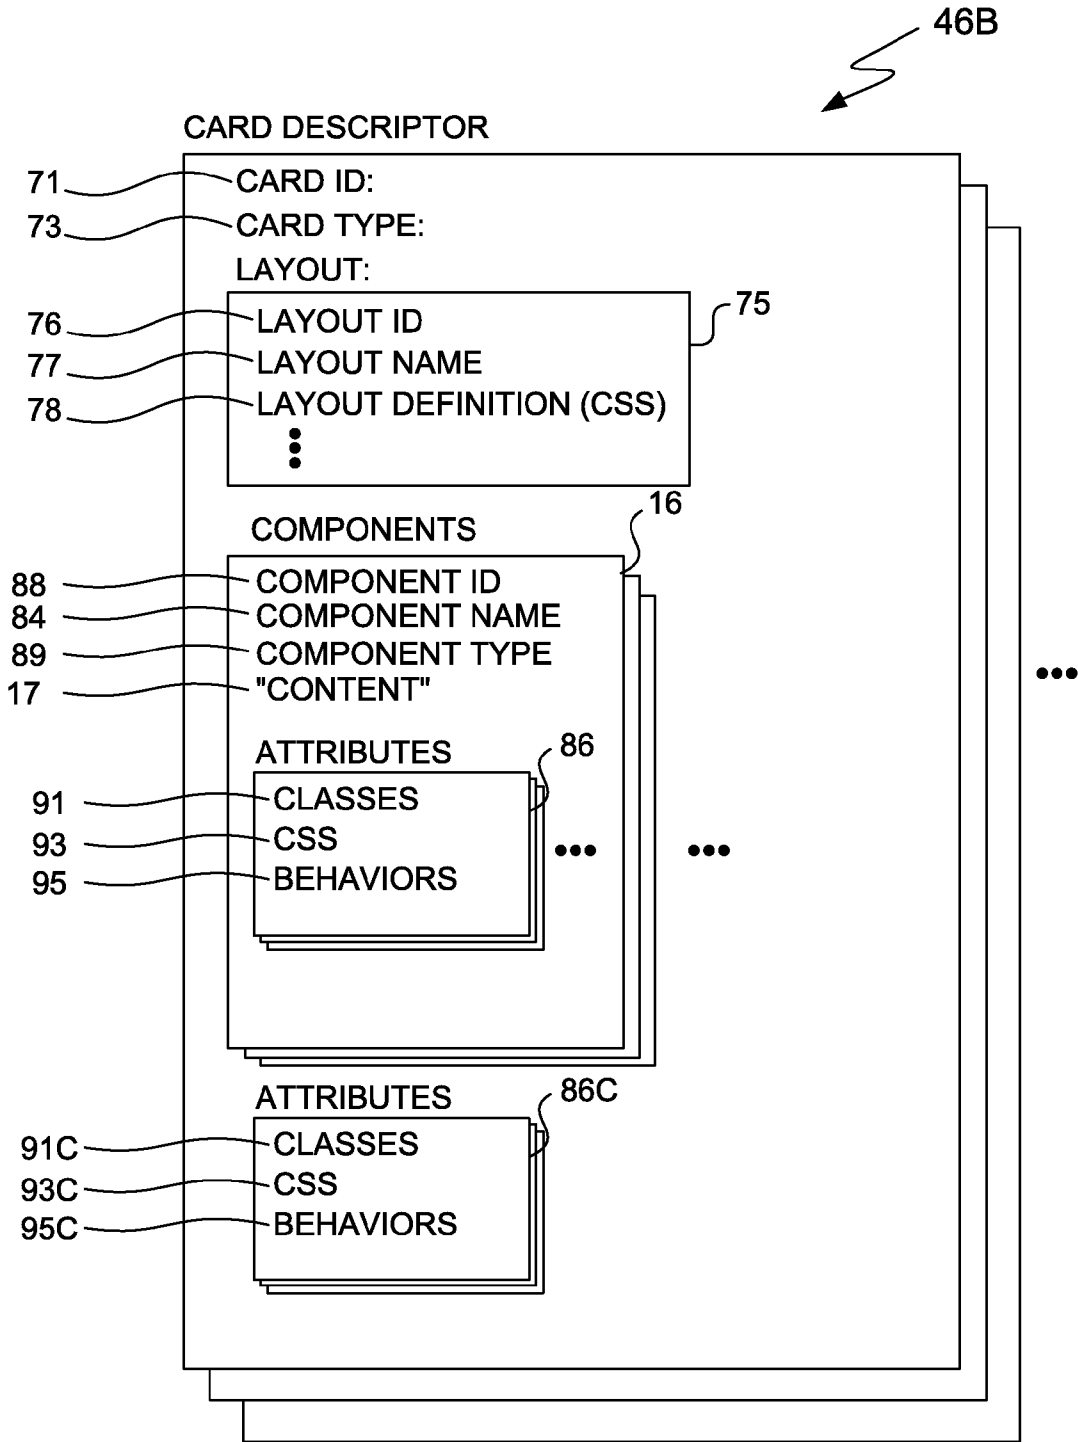 46B
CARD DESCRIPTOR
71 CARD ID:
73 CARD TYPE:
LAYOUT:
75
76 LAYOUT ID
77 LAYOUT NAME
78 LAYOUT DEFINITION (CSS)
16
COMPONENTS
88 COMPONENT ID
84 COMPONENT NAME
89 COMPONENT TYPE
17 "CONTENT"
ATTRIBUTES 86
91 CLASSES
93 CSS
95 BEHAVIORS
ATTRIBUTES 86C
91C CLASSES
93C CSS
95C BEHAVIORS